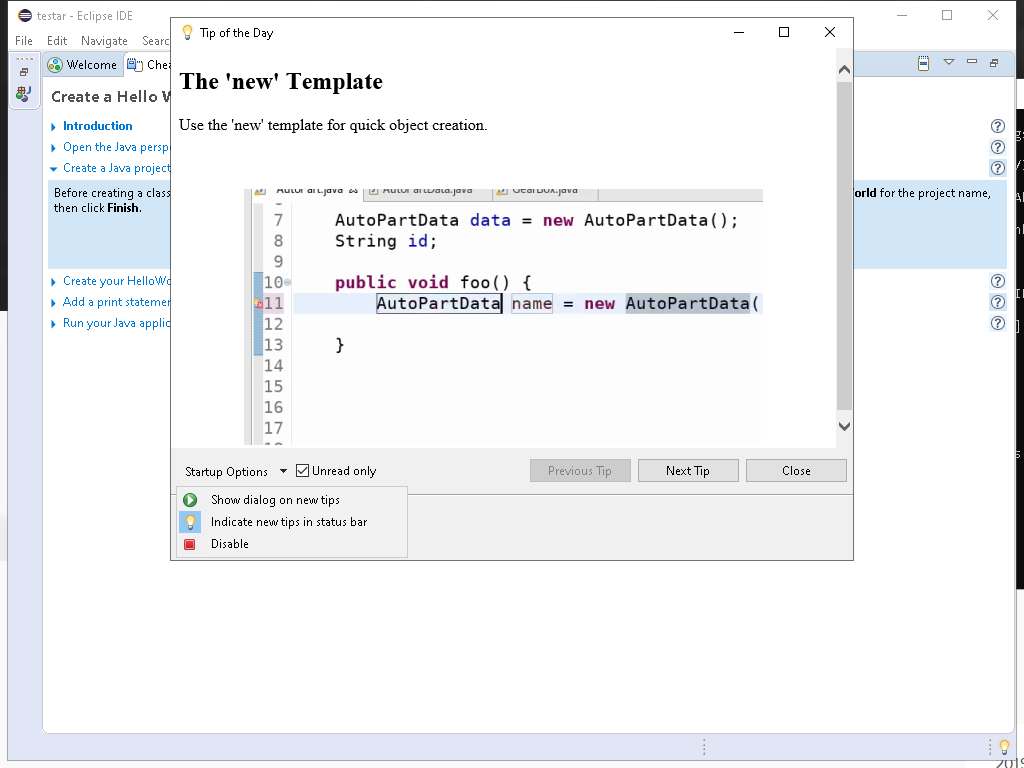 testar - Eclipse IDE
File Edit Navigate Searc
Welcome
Chea
Create a Hello W
Introduction
Open the Java persp
Create a Java project
Before creating a class
orld for the project name,
then click Finish.
Create your HelloWo
Add a print statemen
Run your Java applic
Tip of the Day
The 'new' Template
Use the 'new' template for quick object creation.
AutoPart.java AutoPartData.java GearBox.java
7 AutoPartData data = new AutoPartData();
8 String id;
9
10 public void foo() {
11 AutoPartData name = new AutoPartData(
12
13 }
14
15
16
17
Startup Options Unread only Previous Tip Next Tip Close
Show dialog on new tips
Indicate new tips in status bar
Disable